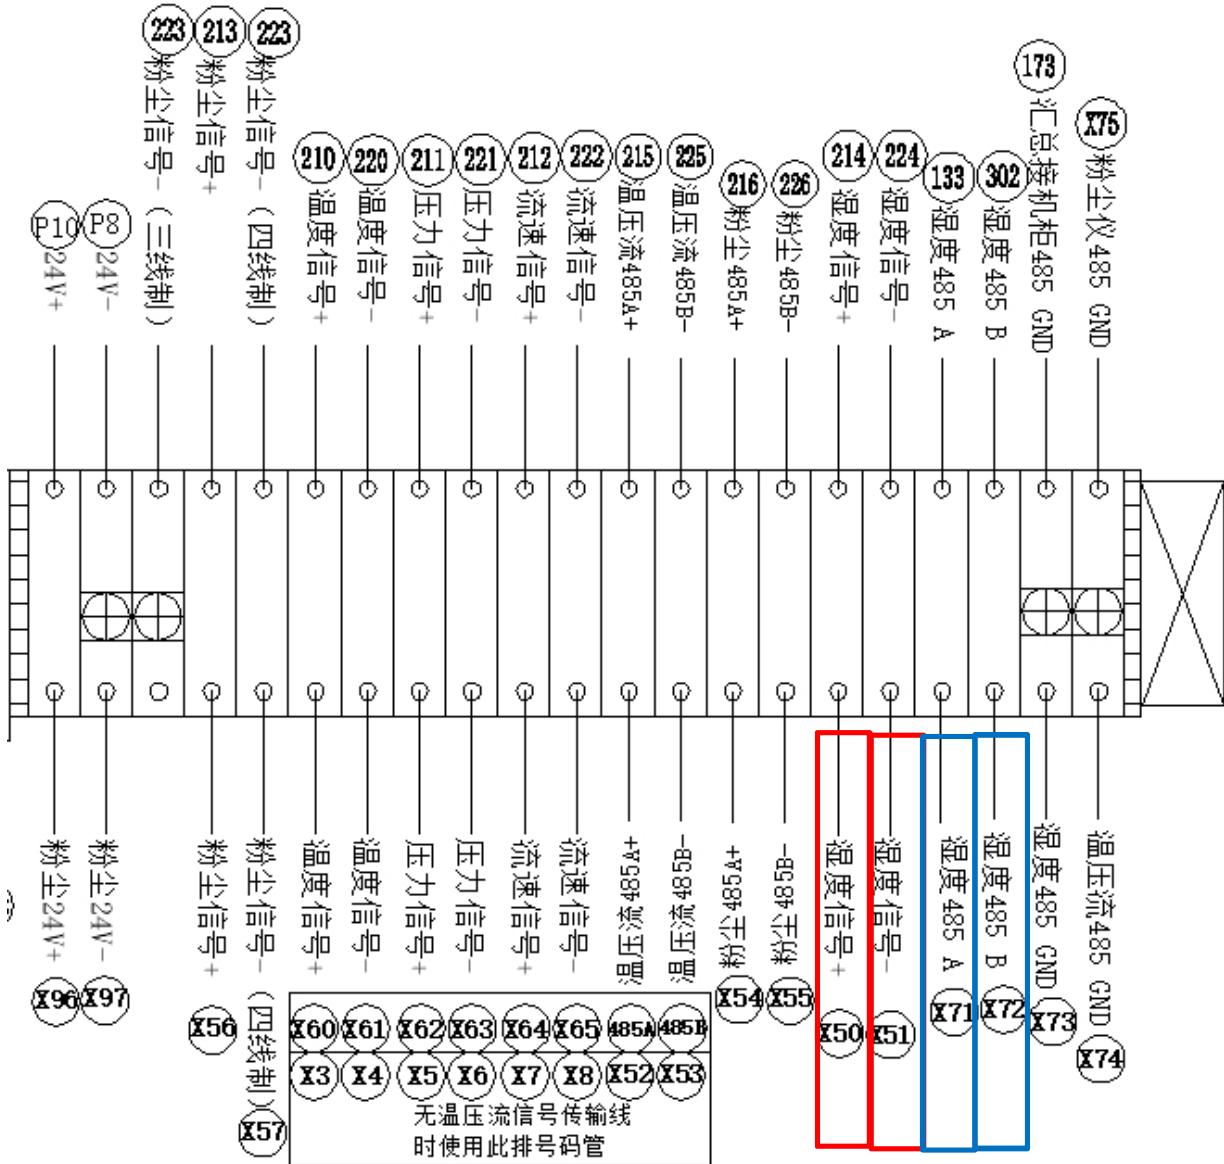 223
粉尘信号-（三线制）
213
粉尘信号+
223
粉尘信号-（四线制）
P10
24V+
P8
24V-
210
温度信号+
220
温度信号-
211
压力信号+
221
压力信号-
212
流速信号+
222
流速信号-
215
温压流485A+
225
温压流485B-
216
粉尘485A+
226
粉尘485B-
214
湿度信号+
224
湿度信号-
133
湿度485 A
302
湿度485 B
173
汇总接机柜485 GND
X75
粉尘仪485 GND
粉尘24V+
X96
粉尘24V-
X97
粉尘信号+
X56
粉尘信号-（四线制）
X57
温度信号+
X60
X3
温度信号-
X61
X4
压力信号+
X62
X5
压力信号-
X63
X6
流速信号+
X64
X7
流速信号-
X65
X8
温压流485A+
485A
X52
温压流485B-
485B
X53
无温压流信号传输线
时使用此排号码管
粉尘485A+
X54
粉尘485B-
X55
湿度信号+
X50
湿度信号-
X51
湿度485 A
X71
湿度485 B
X72
湿度485 GND
X73
温压流485 GND
X74